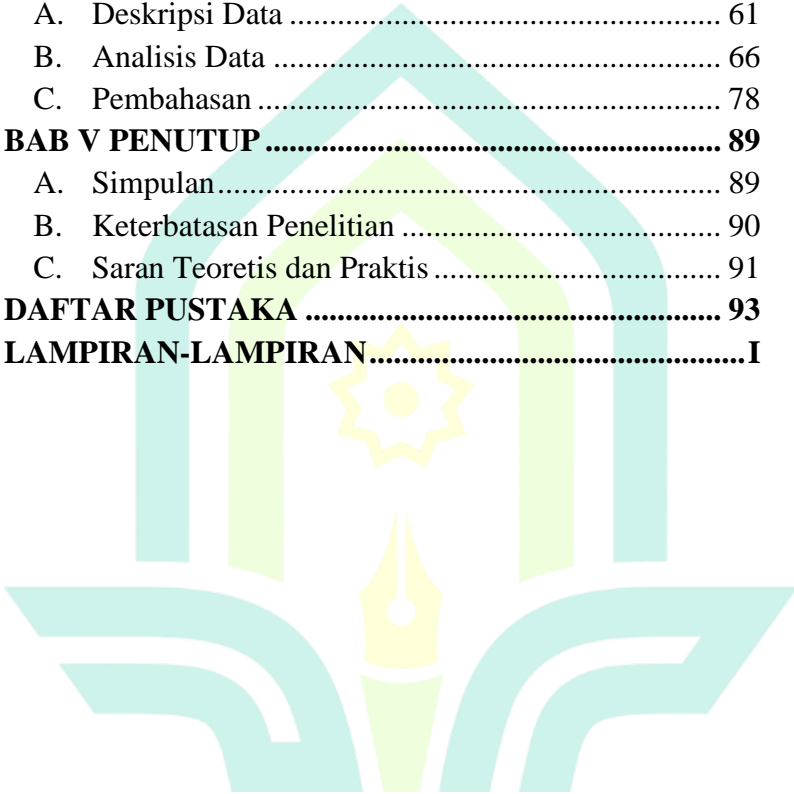 A. Deskripsi Data ....................................................... 61
B. Analisis Data ......................................................... 66
C. Pembahasan ........................................................... 78
BAB V PENUTUP ......................................................... 89
A. Simpulan................................................................ 89
B. Keterbatasan Penelitian ......................................... 90
C. Saran Teoretis dan Praktis ..................................... 91
DAFTAR PUSTAKA .................................................... 93
LAMPIRAN-LAMPIRAN...............................................I